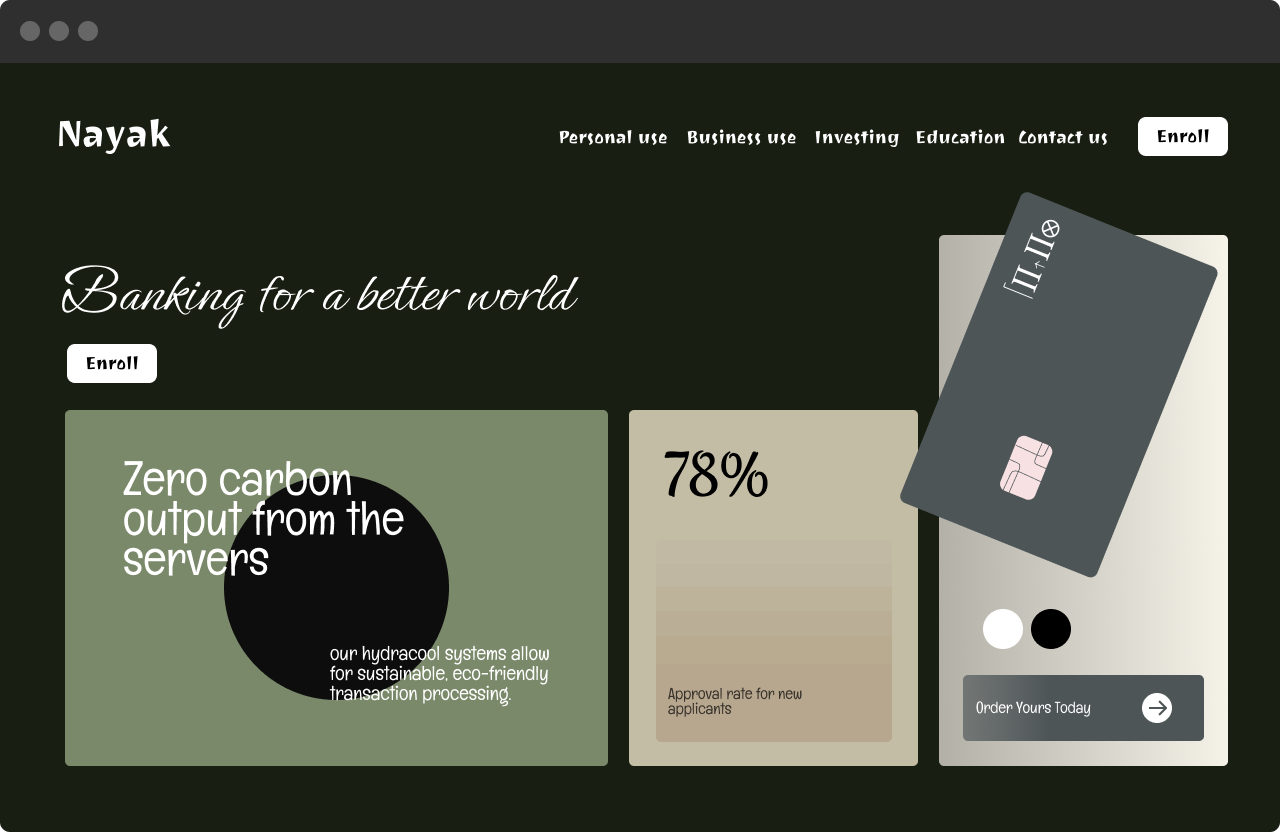 Nayak
Personal use Business use Investing Education Contact us Enroll
Banking for a better world
Enroll
Zero carbon
output from the
servers
our hydracool systems allow
for sustainable, eco-friendly
transaction processing.
78%
Approval rate for new
applicants
Order Yours Today